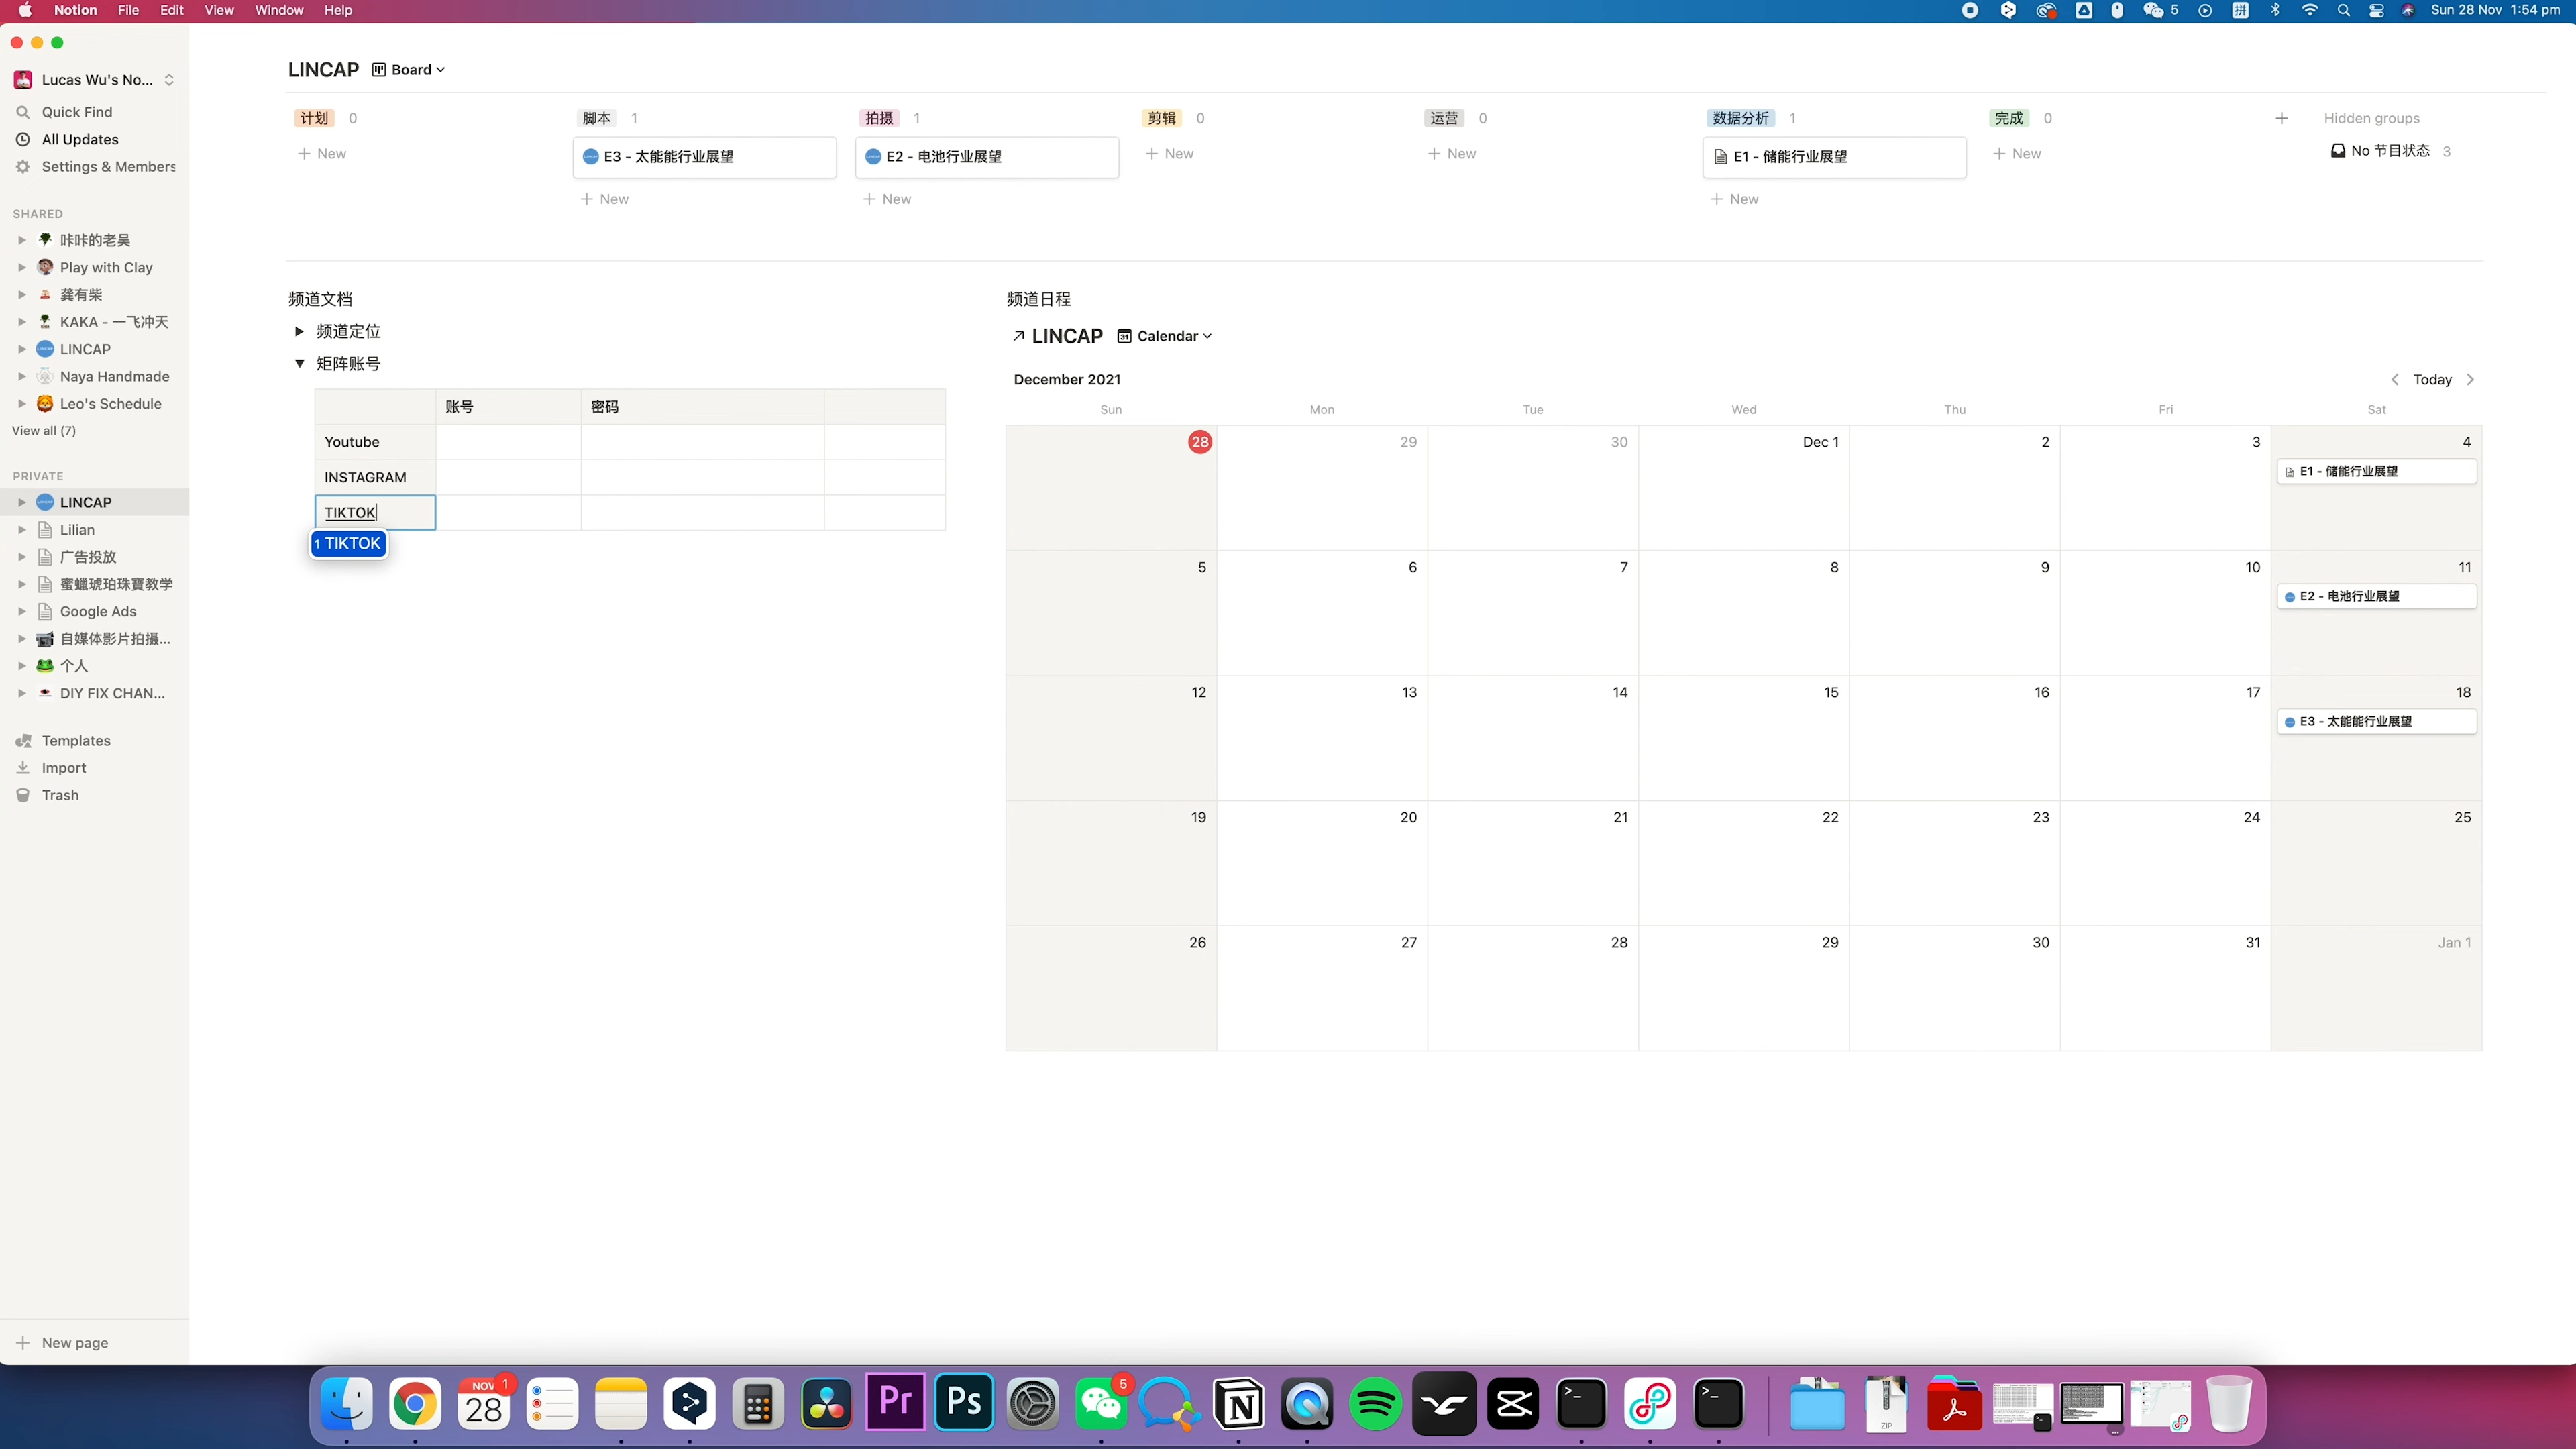 Notion File Edit View Window Help
5 Sun 28 Nov 1:54 pm
Lucas Wu's No...
Quick Find
All Updates
Settings & Members
SHARED
咔咔的老吴
Play with Clay
龚有柴
KAKA - 一飞冲天
LINCAP
Naya Handmade
Leo's Schedule
View all (7)
PRIVATE
LINCAP
Lilian
广告投放
蜜蠟琥珀珠寶教学
Google Ads
自媒体影片拍摄...
个人
DIY FIX CHAN...
Templates
Import
Trash
New page
LINCAP Board
计划 0
New
脚本 1
E3 - 太能能行业展望
New
拍摄 1
E2 - 电池行业展望
New
剪辑 0
New
运营 0
New
数据分析 1
E1 - 储能行业展望
New
完成 0
New
Hidden groups
No 节目状态 3
频道文档
频道定位
矩阵账号
账号 密码
Youtube
INSTAGRAM
TIKTOK
1 TIKTOK
频道日程
LINCAP Calendar
December 2021 Today
Sun Mon Tue Wed Thu Fri Sat
28 29 30 Dec 1 2 3 4
E1 - 储能行业展望
5 6 7 8 9 10 11
E2 - 电池行业展望
12 13 14 15 16 17 18
E3 - 太能能行业展望
19 20 21 22 23 24 25
26 27 28 29 30 31 Jan 1
NOV 1
28
Pr
Ps
5
ZIP